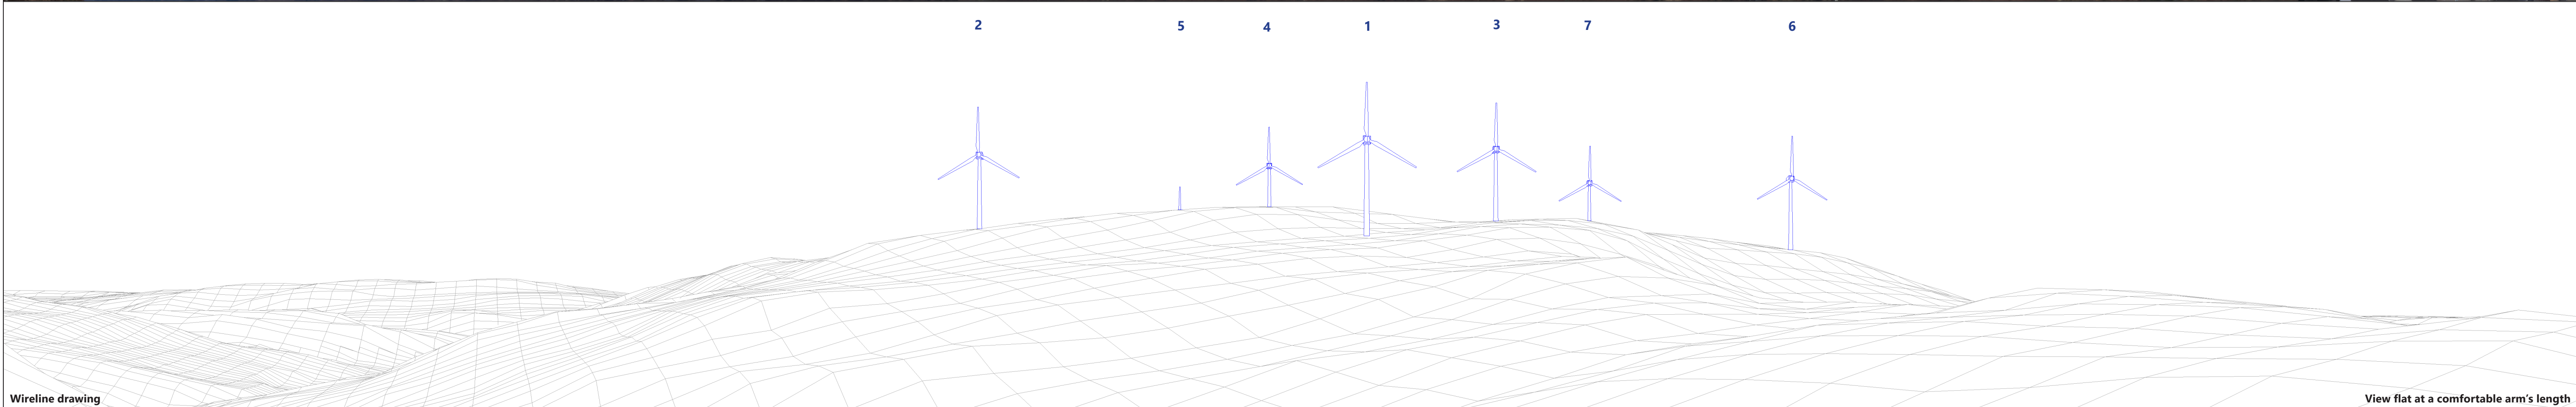 2 5 4 1 3 7 6
Wireline drawing
View flat at a comfortable arm's length